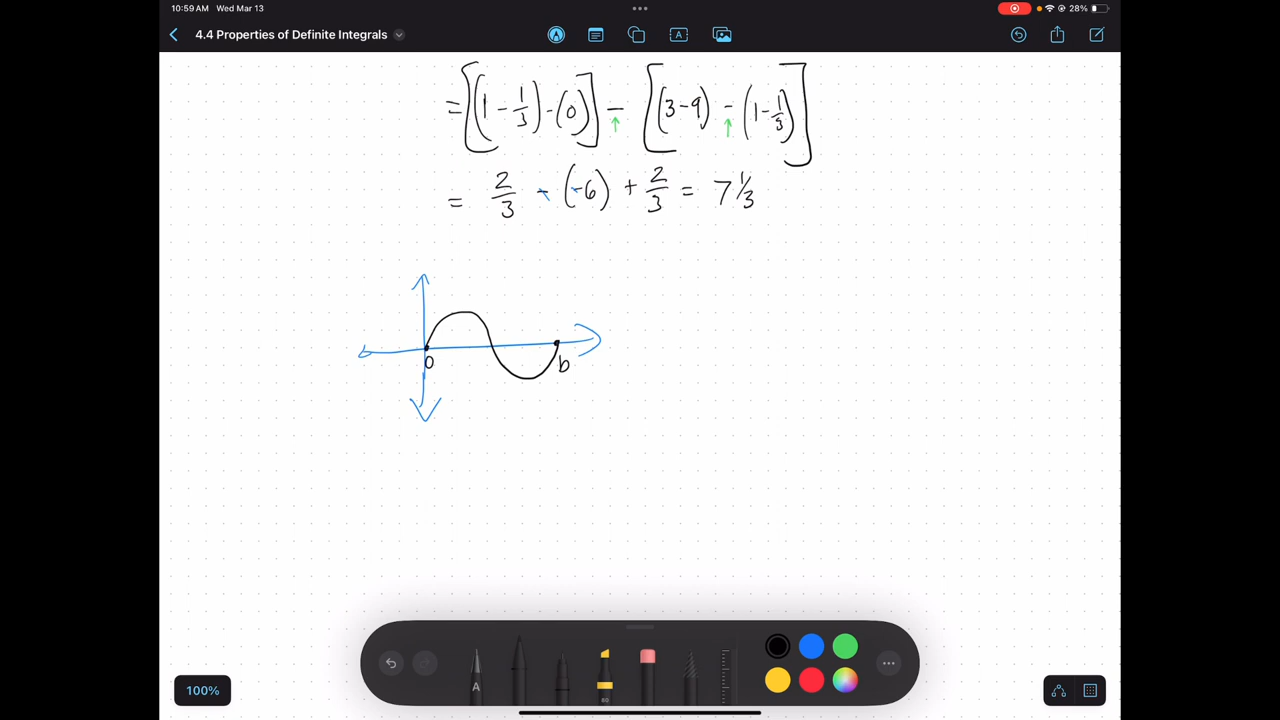 10:59 AM Wed Mar 13
28%
4.4 Properties of Definite Integrals
= [(1 - 1/3) - (0)] - [(3 - 9) - (1 - 1/3)]
= 2/3 - (-6) + 2/3 = 7 1/3
0
b
A
A
80
100%